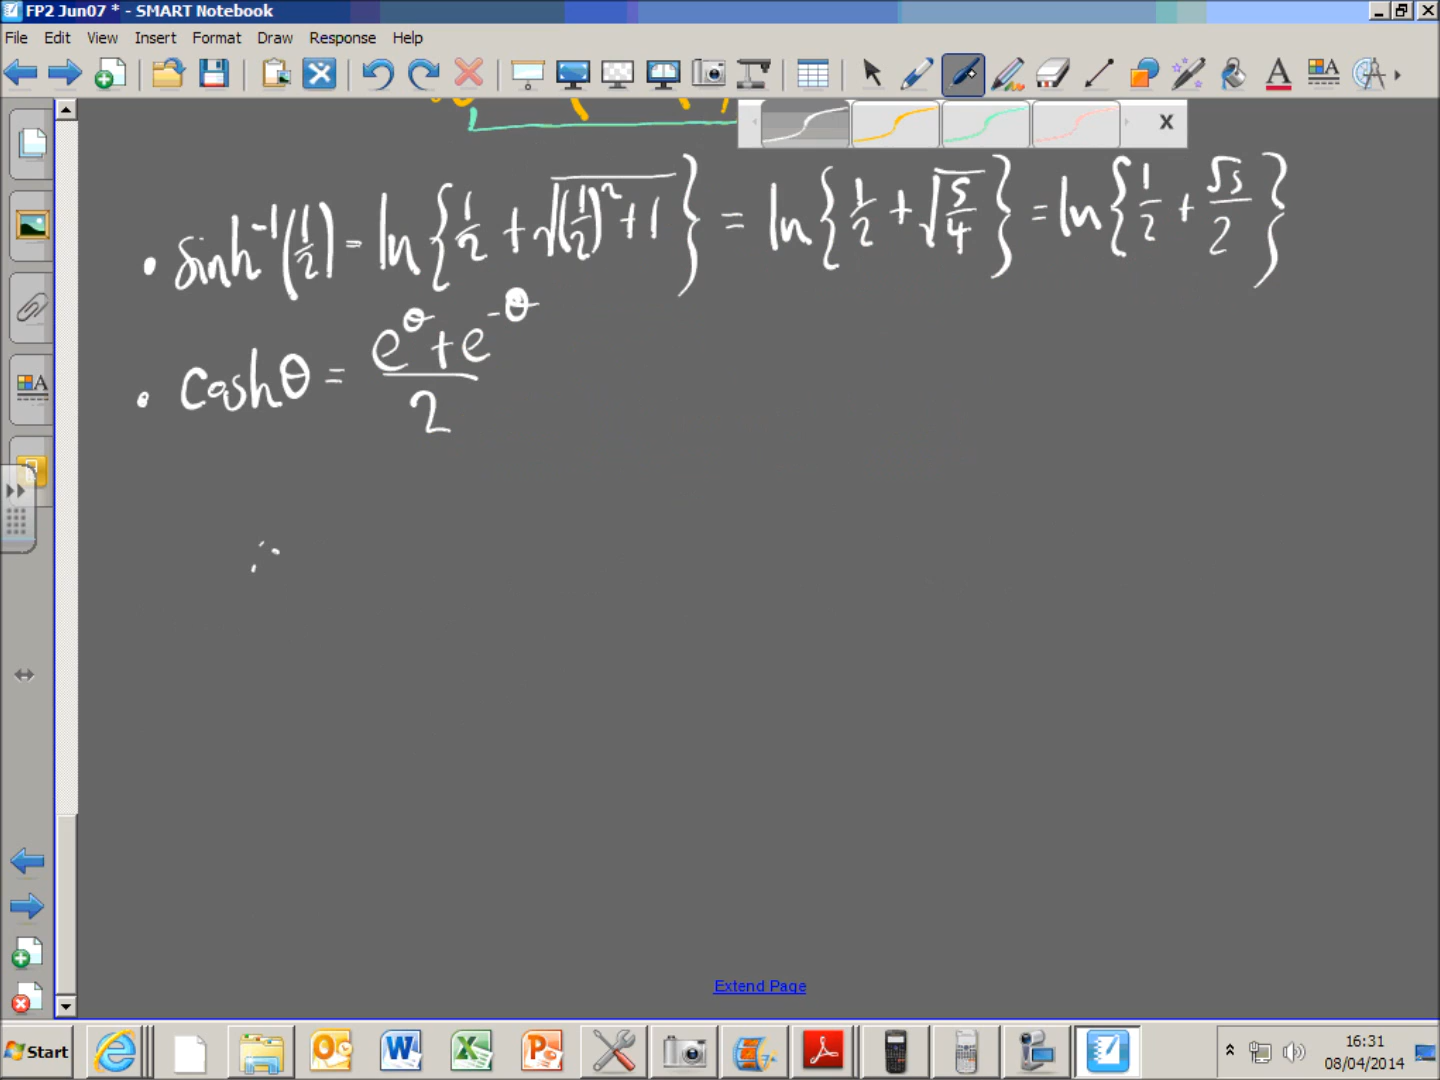 FP2 Jun07 * - SMART Notebook
File Edit View Insert Format Draw Response Help
• sinh⁻¹(1/2) = ln{1/2 + √((1/2)² + 1)} = ln{1/2 + √(5/4)} = ln{1/2 + √5/2}
• coshθ = (e^θ + e^-θ)/2
∴
Extend Page
Start
16:31
08/04/2014